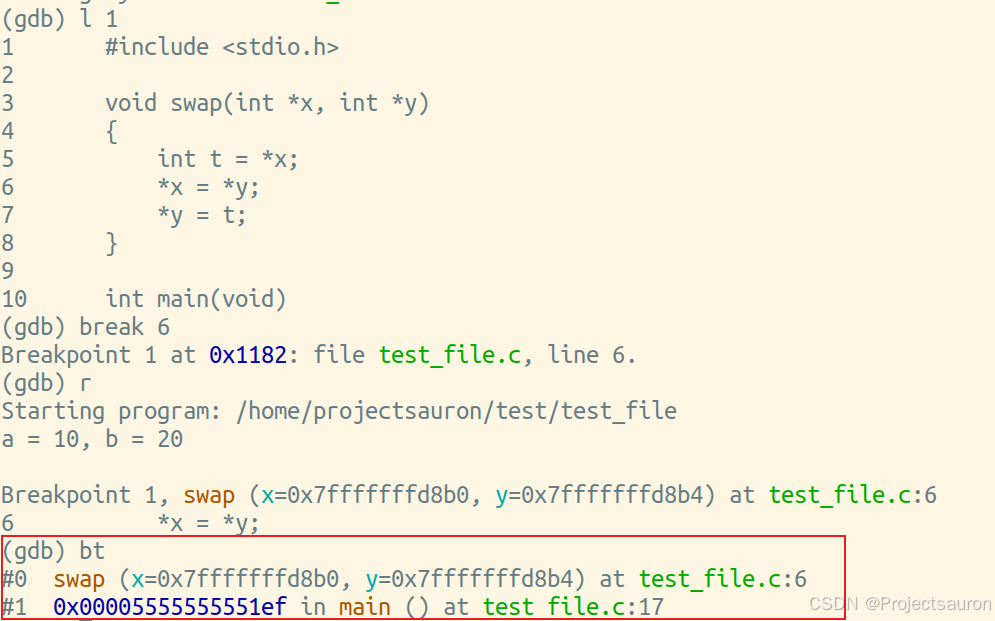 (gdb) l 1
1       #include <stdio.h>
2
3       void swap(int *x, int *y)
4       {
5           int t = *x;
6           *x = *y;
7           *y = t;
8       }
9
10      int main(void)
(gdb) break 6
Breakpoint 1 at 0x1182: file test_file.c, line 6.
(gdb) r
Starting program: /home/projectsauron/test/test_file
a = 10, b = 20

Breakpoint 1, swap (x=0x7fffffffd8b0, y=0x7fffffffd8b4) at test_file.c:6
6           *x = *y;
(gdb) bt
#0  swap (x=0x7fffffffd8b0, y=0x7fffffffd8b4) at test_file.c:6
#1  0x00005555555551ef in main () at test_file.c:17
CSDN @Projectsauron